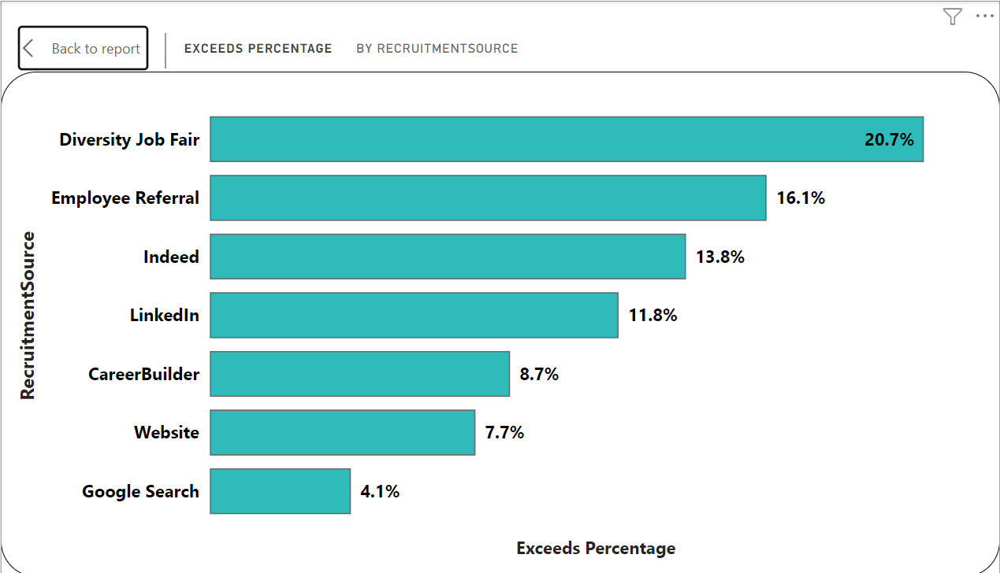 Back to report
EXCEEDS PERCENTAGE
BY RECRUITMENTSOURCE
RecruitmentSource
Diversity Job Fair 20.7%
Employee Referral 16.1%
Indeed 13.8%
LinkedIn 11.8%
CareerBuilder 8.7%
Website 7.7%
Google Search 4.1%
Exceeds Percentage